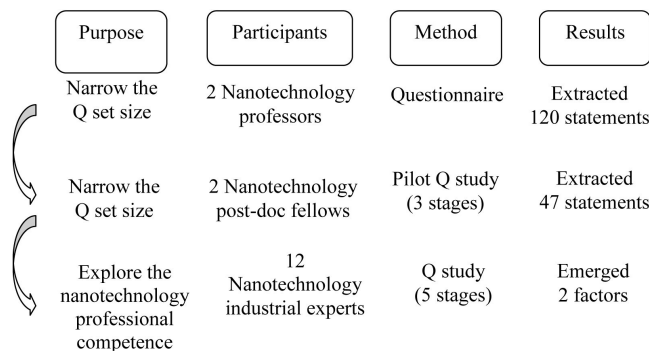 Purpose
Participants
Method
Results
Narrow the
Q set size
2 Nanotechnology
professors
Questionnaire
Extracted
120 statements
Narrow the
Q set size
2 Nanotechnology
post-doc fellows
Pilot Q study
(3 stages)
Extracted
47 statements
Explore the
nanotechnology
professional
competence
12
Nanotechnology
industrial experts
Q study
(5 stages)
Emerged
2 factors